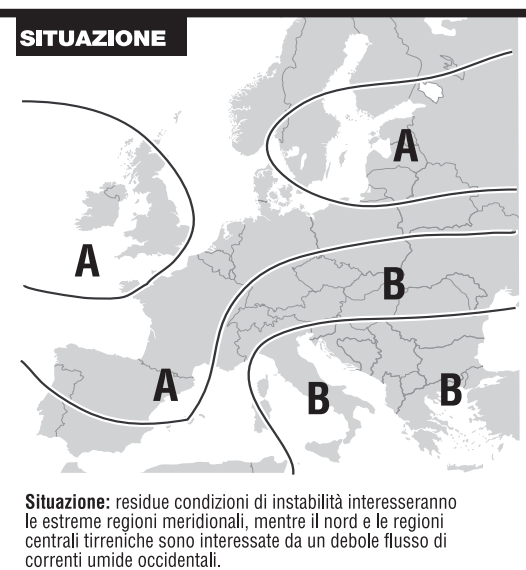 SITUAZIONE
A
A
B
A
B
B
Situazione: residue condizioni di instabilità interesseranno
le estreme regioni meridionali, mentre il nord e le regioni
centrali tirreniche sono interessate da un debole flusso di
correnti umide occidentali.